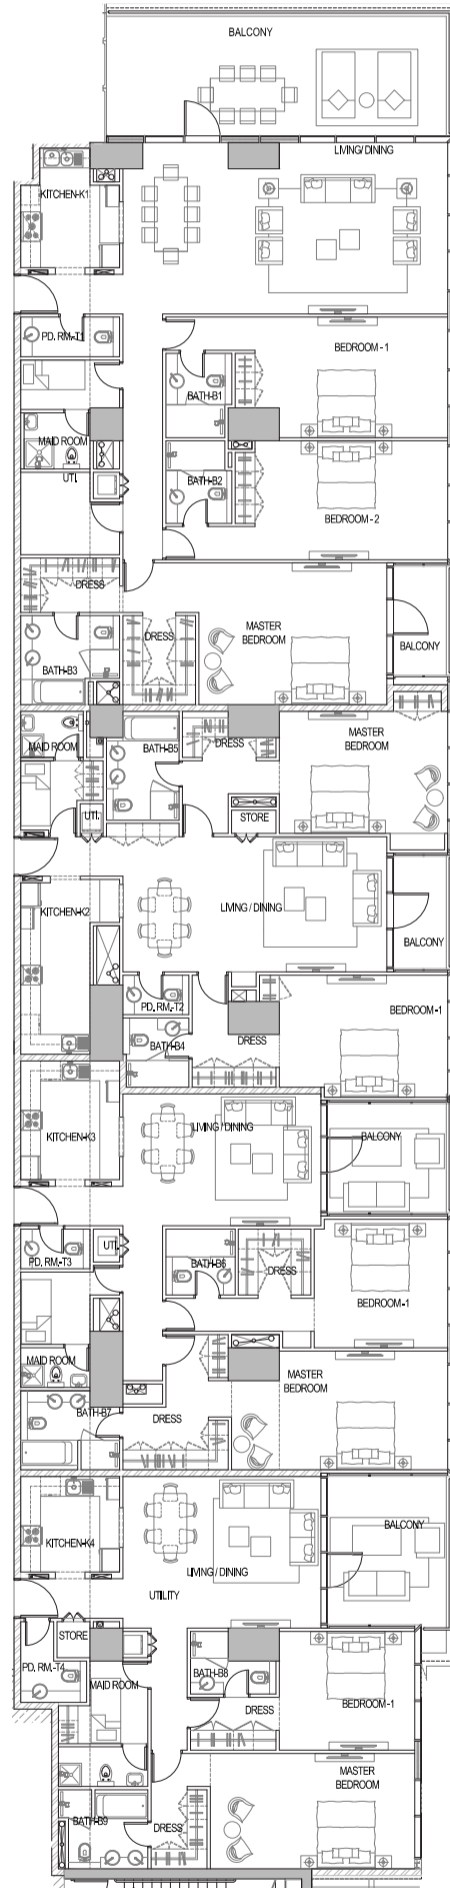 BALCONY
LIVING/ DINING
KITCHEN-K1
PD. RM.-T1
BEDROOM - 1
BATH-B1
MAID ROOM
UTI.
BATH-B2
BEDROOM - 2
DRESS
DRESS
MASTER
BEDROOM
BALCONY
BATH-B3
MAID ROOM
BATH-B5
DRESS
MASTER
BEDROOM
UTI.
STORE
KITCHEN-K2
LIVING / DINING
BALCONY
PD. RM.-T2
BEDROOM-1
BATH-B4
DRESS
KITCHEN-K3
LIVING / DINING
BALCONY
PD. RM.-T3
UTI.
BATH-B6
DRESS
BEDROOM-1
MAID ROOM
MASTER
BEDROOM
BATH-B7
DRESS
KITCHEN-K4
LIVING / DINING
BALCONY
UTILITY
STORE
PD. RM.-T4
MAID ROOM
BATH-B8
DRESS
BEDROOM-1
MASTER
BEDROOM
BATH-B9
DRESS